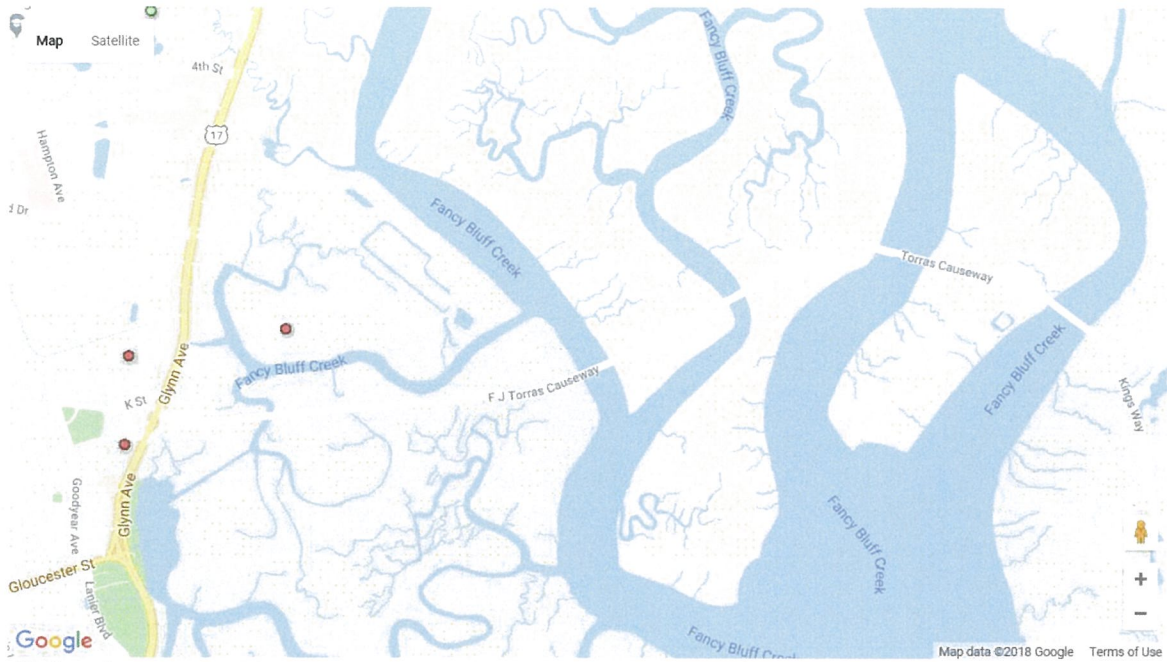 Map Satellite
4th St
17
Hampton Ave
Fancy Bluff Creek
Fancy Bluff Creek
Torras Causeway
Glynn Ave
Fancy Bluff Creek
F J Torras Causeway
Fancy Bluff Creek
Kings Way
K St
Goodyear Ave
Glynn Ave
Fancy Bluff Creek
Gloucester St
Lanier Blvd
Fancy Bluff
+
−
Google
Map data ©2018 Google Terms of Use